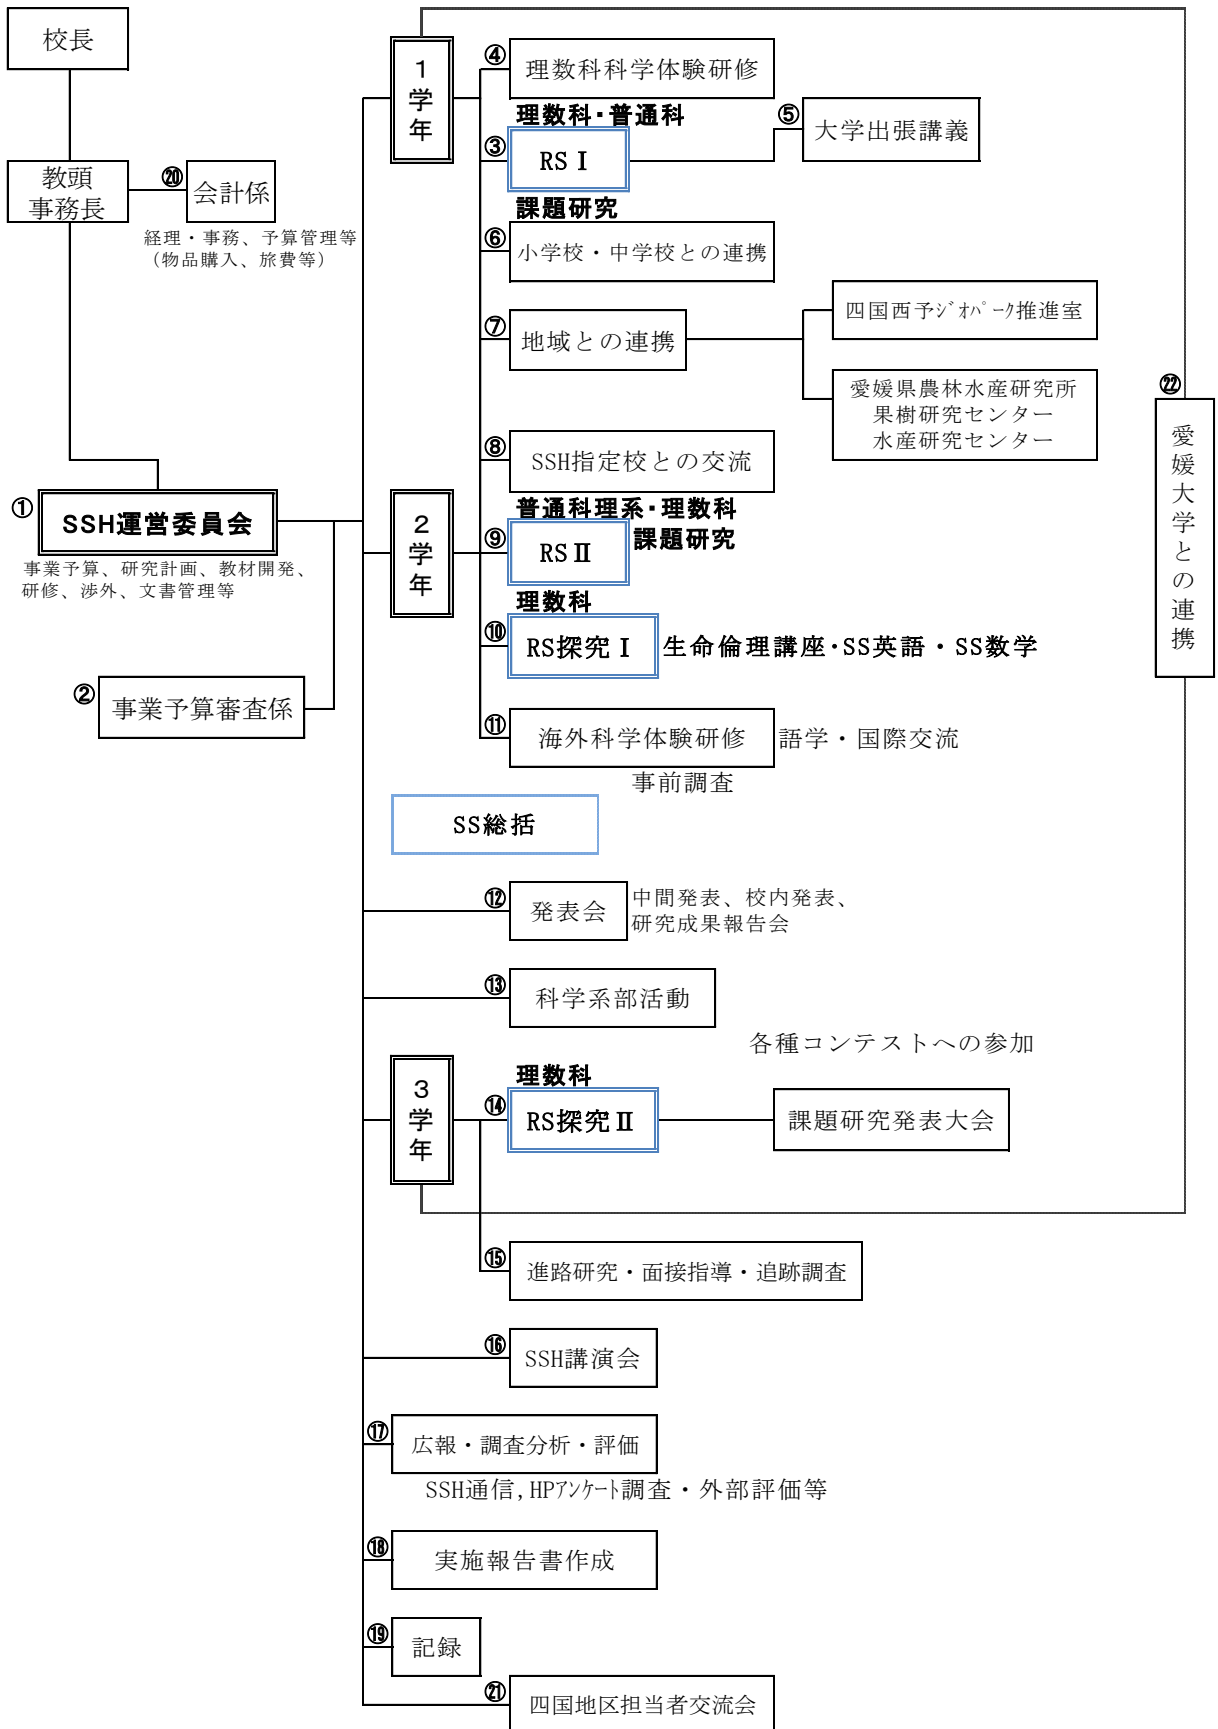 校長
教頭
事務長
⑳
会計係
経理・事務、予算管理等
（物品購入、旅費等）
①
SSH運営委員会
事業予算、研究計画、教材開発、
研修、渉外、文書管理等
②
事業予算審査係
1学年
④
理数科科学体験研修
理数科・普通科
③
RSⅠ
課題研究
⑤
大学出張講義
⑥
小学校・中学校との連携
⑦
地域との連携
四国西予ｼﾞｵﾊﾟｰｸ推進室
愛媛県農林水産研究所
果樹研究センター
水産研究センター
㉒
愛媛大学との連携
⑧
SSH指定校との交流
2学年
普通科理系・理数科
課題研究
⑨
RSⅡ
理数科
⑩
RS探究Ⅰ
生命倫理講座・SS英語・SS数学
⑪
海外科学体験研修
語学・国際交流
事前調査
SS総括
⑫
発表会
中間発表、校内発表、
研究成果報告会
⑬
科学系部活動
各種コンテストへの参加
3学年
理数科
⑭
RS探究Ⅱ
課題研究発表大会
⑮
進路研究・面接指導・追跡調査
⑯
SSH講演会
⑰
広報・調査分析・評価
SSH通信,HPｱﾝｹｰﾄ調査・外部評価等
⑱
実施報告書作成
⑲
記録
㉑
四国地区担当者交流会